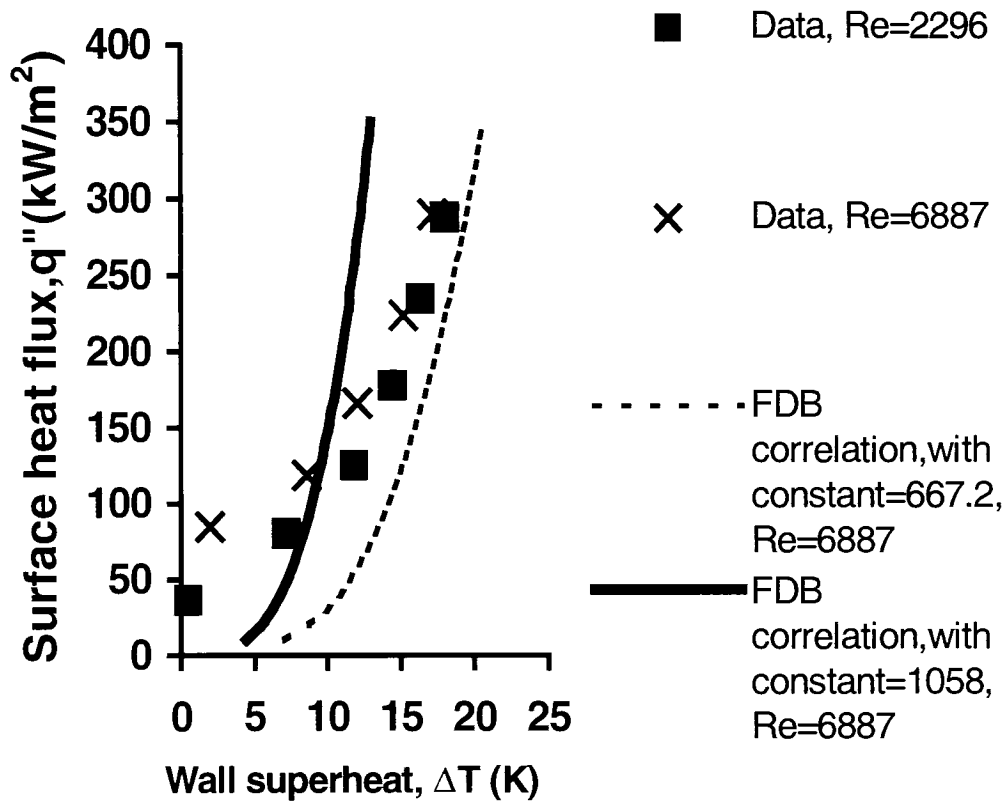 Surface heat flux,q"(kW/m²)
400
350
300
250
200
150
100
50
0
0 5 10 15 20 25
Wall superheat, ΔT (K)
Data, Re=2296
Data, Re=6887
FDB
correlation,with
constant=667.2,
Re=6887
FDB
correlation,with
constant=1058,
Re=6887